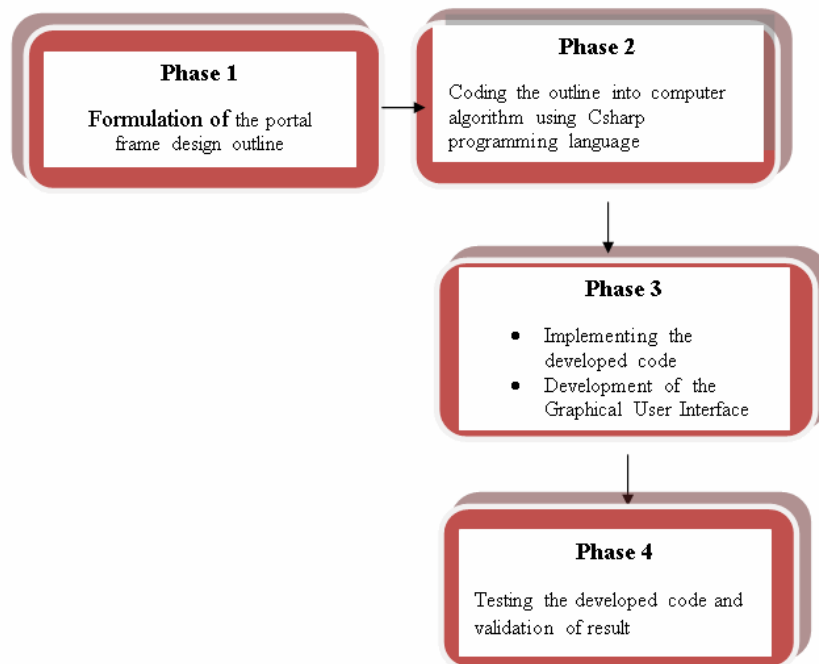 Phase 1
Formulation of the portal
frame design outline
Phase 2
Coding the outline into computer
algorithm using Csharp
programming language
Phase 3
• Implementing the
developed code
• Development of the
Graphical User Interface
Phase 4
Testing the developed code and
validation of result